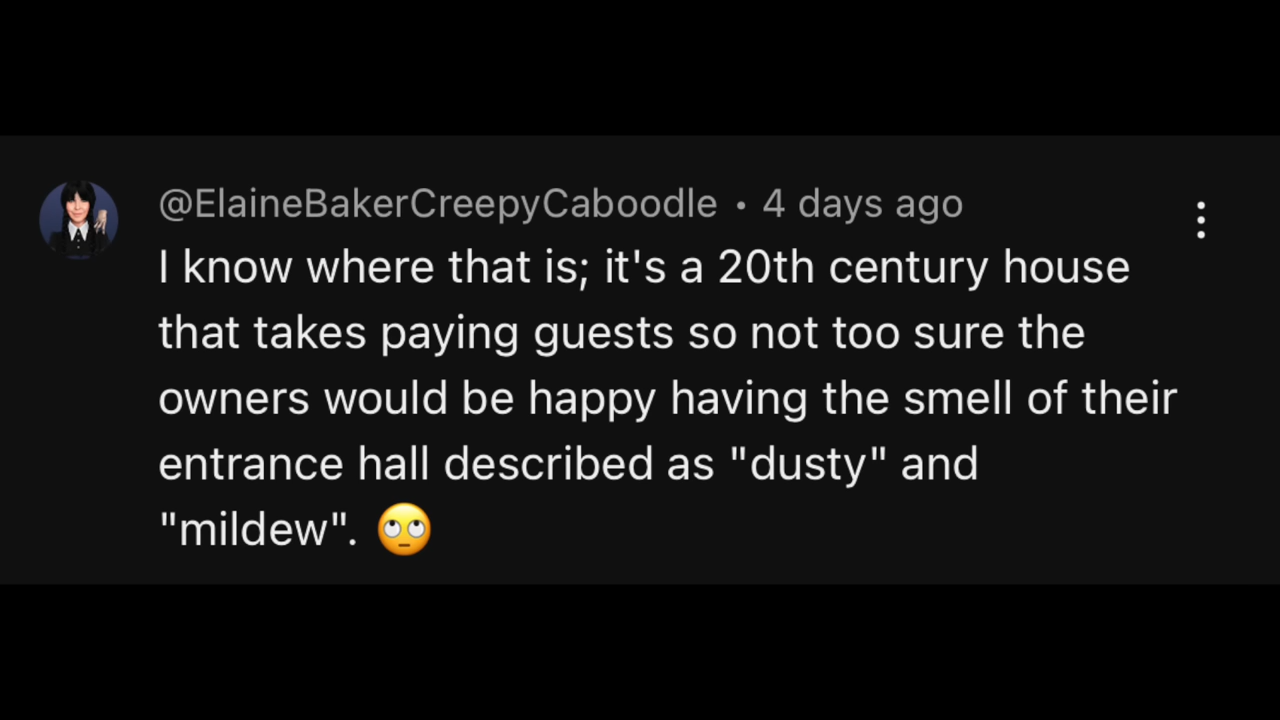 @ElaineBakerCreepyCaboodle • 4 days ago
I know where that is; it's a 20th century house
that takes paying guests so not too sure the
owners would be happy having the smell of their
entrance hall described as "dusty" and
"mildew". 🙄